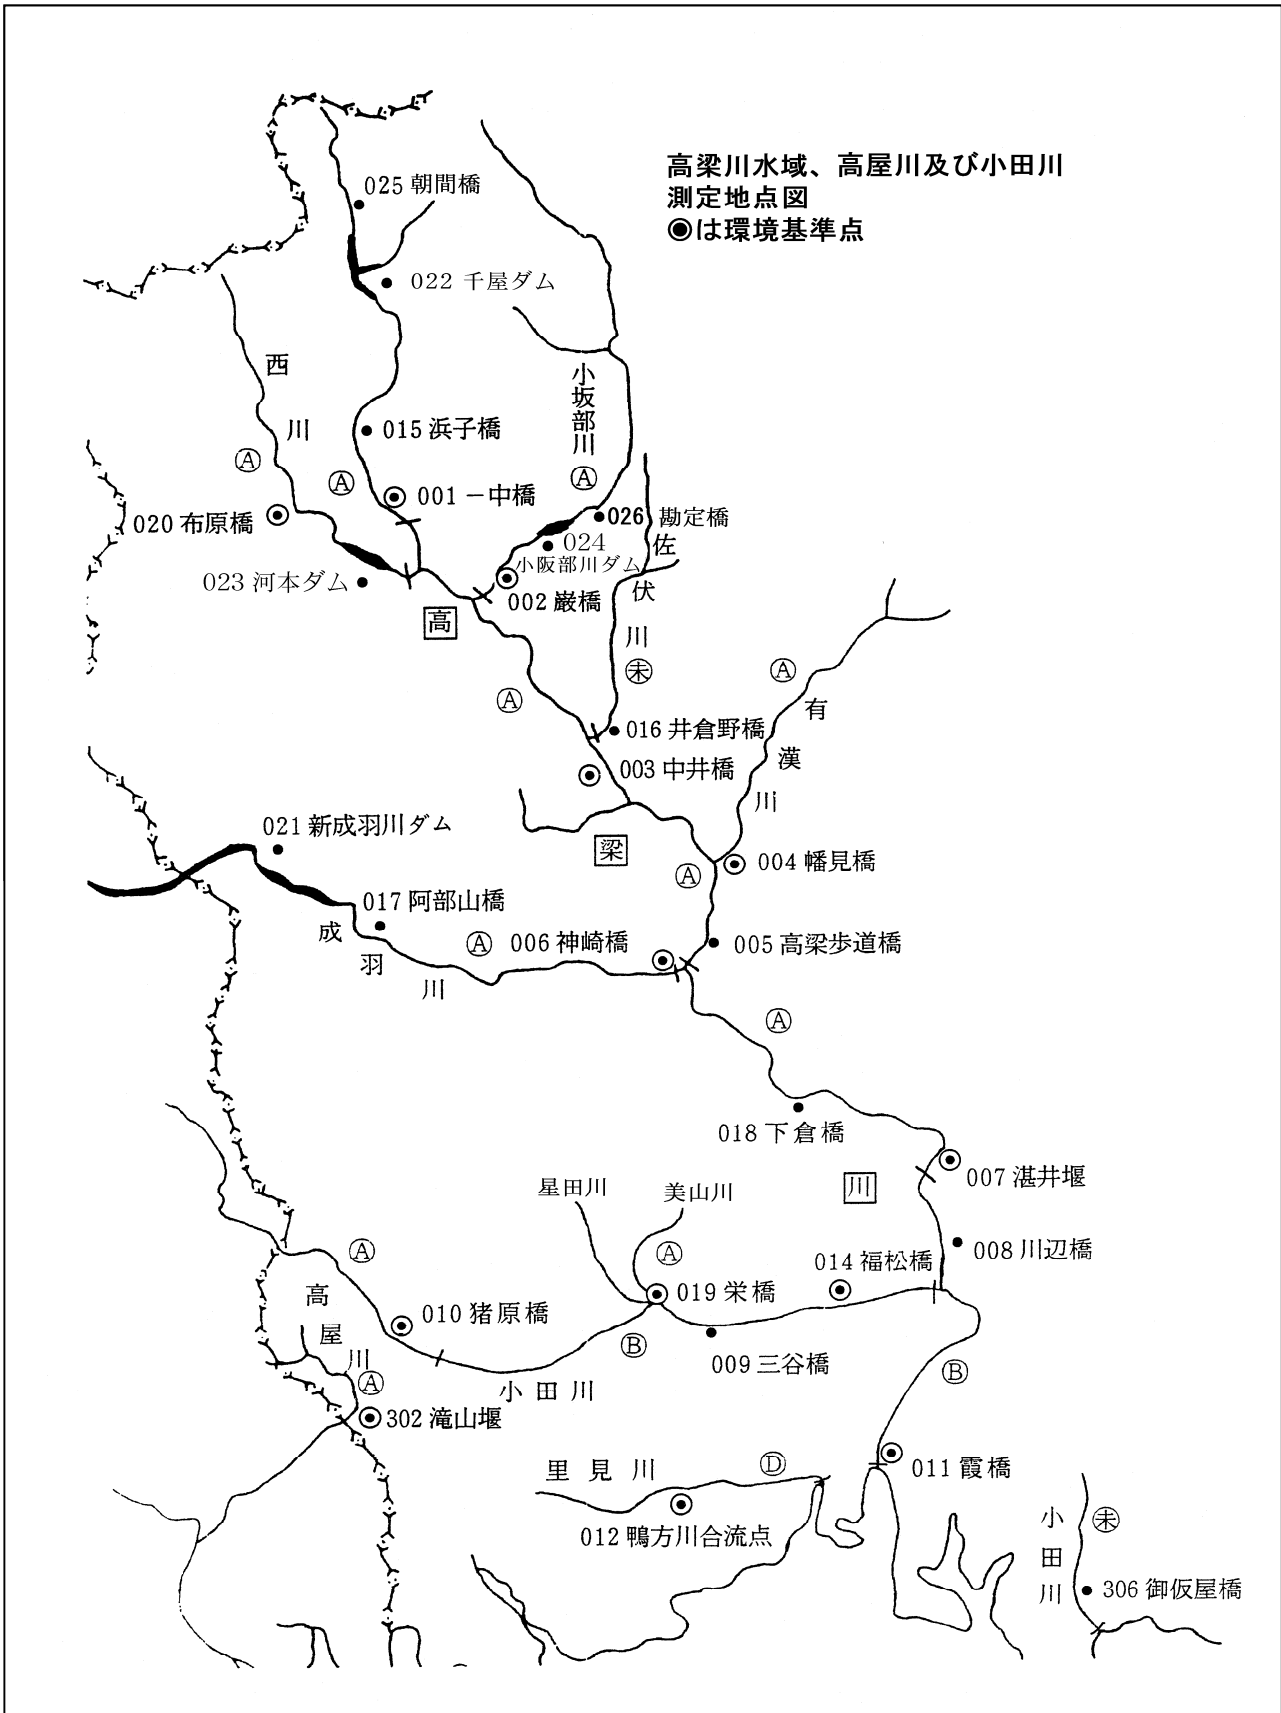 高梁川水域、高屋川及び小田川
測定地点図
◉は環境基準点
025 朝間橋
022 千屋ダム
西川
小坂部川
015 浜子橋
Ⓐ
Ⓐ
Ⓐ
001 一中橋
020 布原橋
026 勘定橋
024
小阪部川ダム
佐伏川
023 河本ダム
002 巌橋
高
㊍
Ⓐ
Ⓐ
有漢川
016 井倉野橋
003 中井橋
021 新成羽川ダム
梁
004 幡見橋
Ⓐ
017 阿部山橋
成羽川
Ⓐ
006 神崎橋
005 高梁歩道橋
Ⓐ
018 下倉橋
007 湛井堰
星田川
美山川
川
008 川辺橋
Ⓐ
Ⓐ
014 福松橋
高屋川
010 猪原橋
019 栄橋
Ⓑ
009 三谷橋
Ⓑ
小田川
Ⓐ
302 滝山堰
里見川
Ⓓ
011 霞橋
012 鴨方川合流点
小田川
未
306 御仮屋橋